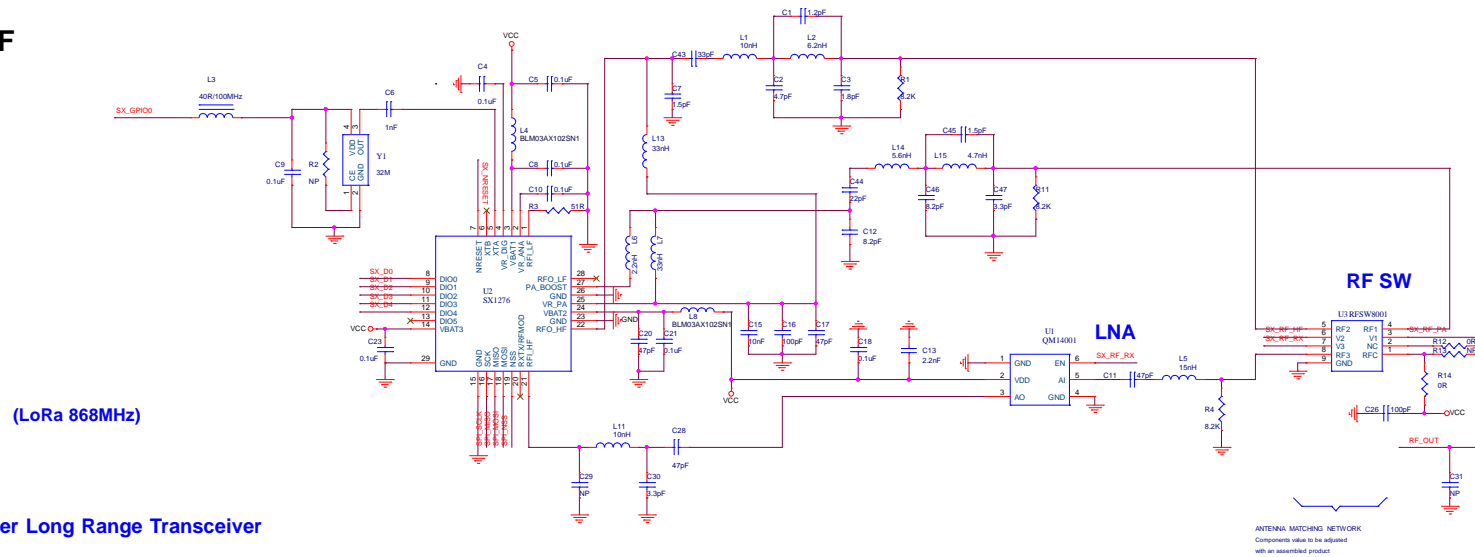 F
L3
40R/100MHz
SX_GPIO0
C6
1nF
C9
0.1uF
R2
NP
Y1
32M
VDD
OUT
CE
GND
4
3
1
2
VCC
C4
0.1uF
C5
0.1uF
L4
BLM03AX102SN1
C8
0.1uF
C10
0.1uF
R3
51R
SX_NRESET
7
6
5
4
3
2
1
NRESET
XTB
XTA
VR_DIG
VBAT1
VR_ANA
RFI_LF
U2
SX1276
SX_D0
SX_D1
SX_D2
SX_D3
SX_D4
8
9
10
11
12
13
14
29
DIO0
DIO1
DIO2
DIO3
DIO4
DIO5
VBAT3
GND
VCC
C23
0.1uF
RFO_LF
PA_BOOST
GND
VR_PA
VBAT2
GND
RFO_HF
28
27
26
25
24
23
22
GND
GND
SCK
MISO
MOSI
NSS
RXTX/RFMOD
RFI_HF
15
16
17
18
19
20
21
SPI_SCLK
SPI_MISO
SPI_MOSI
SPI_NSS
C43
33pF
L1
10nH
C1
1.2pF
L2
6.2nH
C7
1.5pF
C2
4.7pF
C3
1.8pF
R1
8.2K
L13
33nH
C45
1.5pF
L14
5.6nH
L15
4.7nH
C44
22pF
C46
8.2pF
C47
3.3pF
R11
8.2K
C12
8.2pF
L6
2.2nH
L7
33nH
L8
BLM03AX102SN1
C20
47pF
C21
0.1uF
C15
10nF
C16
100pF
C17
47pF
C18
0.1uF
C13
2.2nF
VCC
U1
QM14001
LNA
1
2
3
GND
VDD
AO
EN
AI
GND
6
5
4
SX_RF_RX
C11
47pF
L5
15nH
R4
8.2K
RF SW
U3
RFSW8001
SX_RF_HF
SX_RF_RX
5
6
7
8
9
RF2
V2
V3
RF3
GND
RF1
V1
NC
RFC
4
3
2
1
SX_RF_PA
R12
0R
R13
NP
R14
0R
C26
100pF
VCC
RF_OUT
C31
NP
L11
10nH
C28
47pF
C29
NP
C30
3.3pF
(LoRa 868MHz)
er Long Range Transceiver
ANTENNA MATCHING NETWORK
Components value to be adjusted
with an assembled product